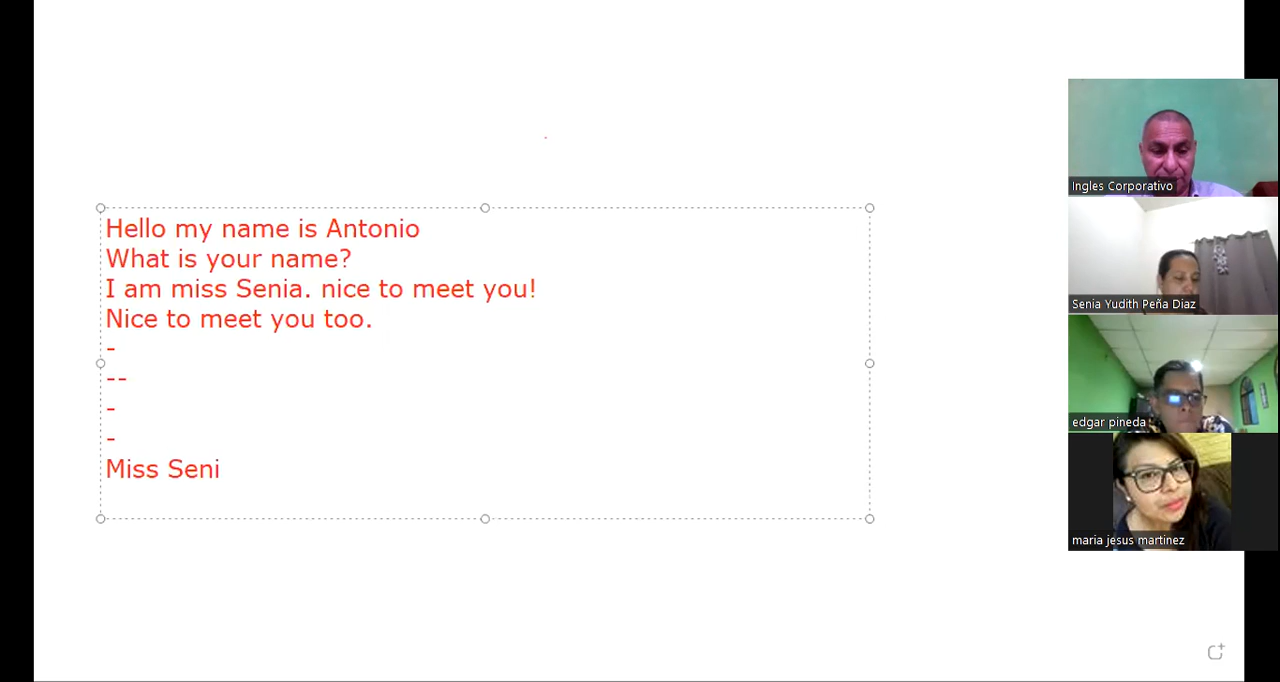 Hello my name is Antonio
What is your name?
I am miss Senia. nice to meet you!
Nice to meet you too.
-
--
-
-
Miss Seni
Ingles Corporativo
Senia Yudith Peña Diaz
edgar pineda
maria jesus martinez